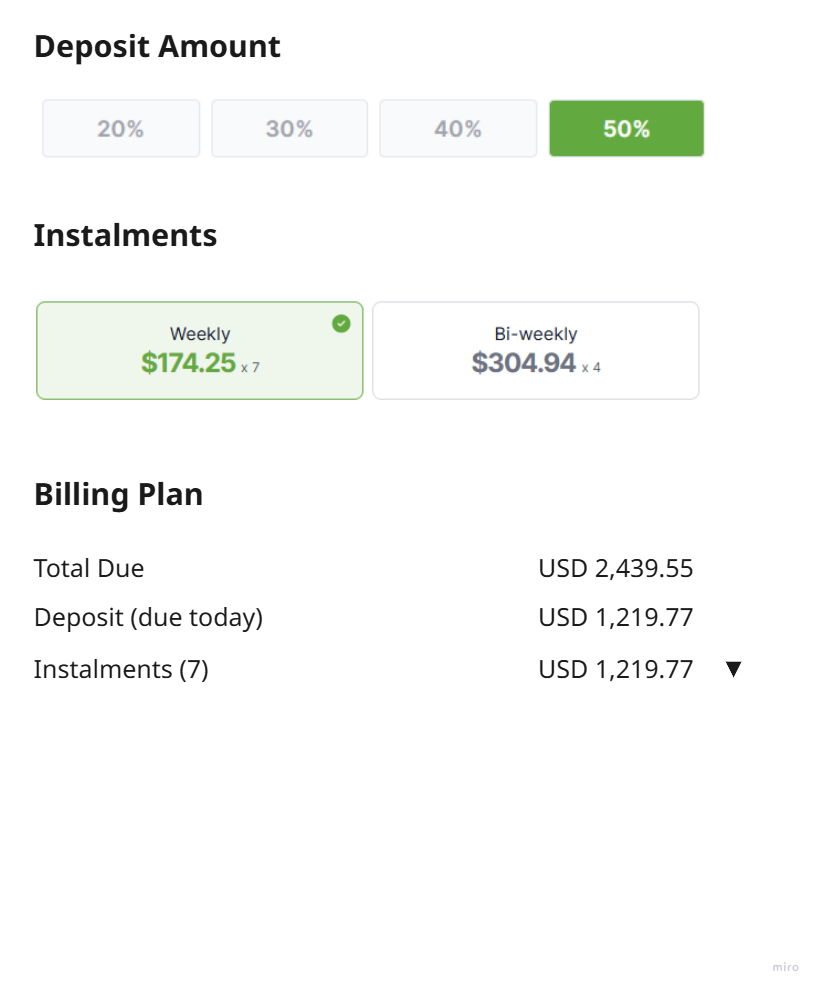 Deposit Amount
20% 30% 40% 50%
Instalments
Weekly Bi-weekly
$174.25 x 7 $304.94 x 4
Billing Plan
Total Due USD 2,439.55
Deposit (due today) USD 1,219.77
Instalments (7) USD 1,219.77 ▼
miro